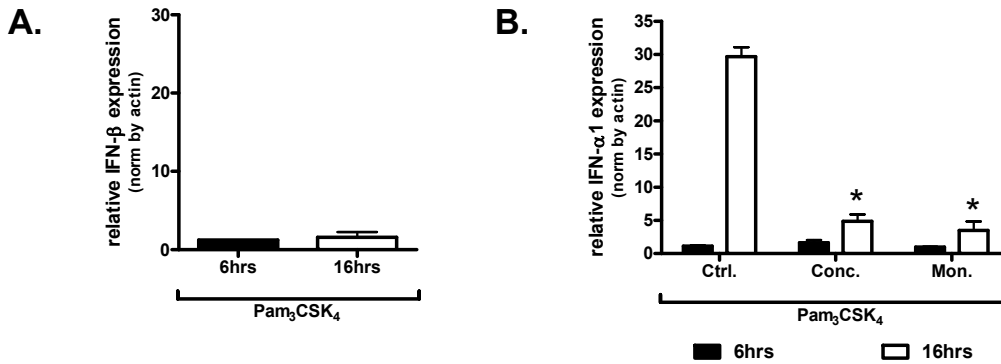 A.
relative IFN-β expression
(norm by actin)
30
20
10
0
6hrs 16hrs
Pam₃CSK₄
B.
relative IFN-α1 expression
(norm by actin)
35
30
25
20
15
10
5
0
* *
Ctrl. Conc. Mon.
Pam₃CSK₄
6hrs 16hrs